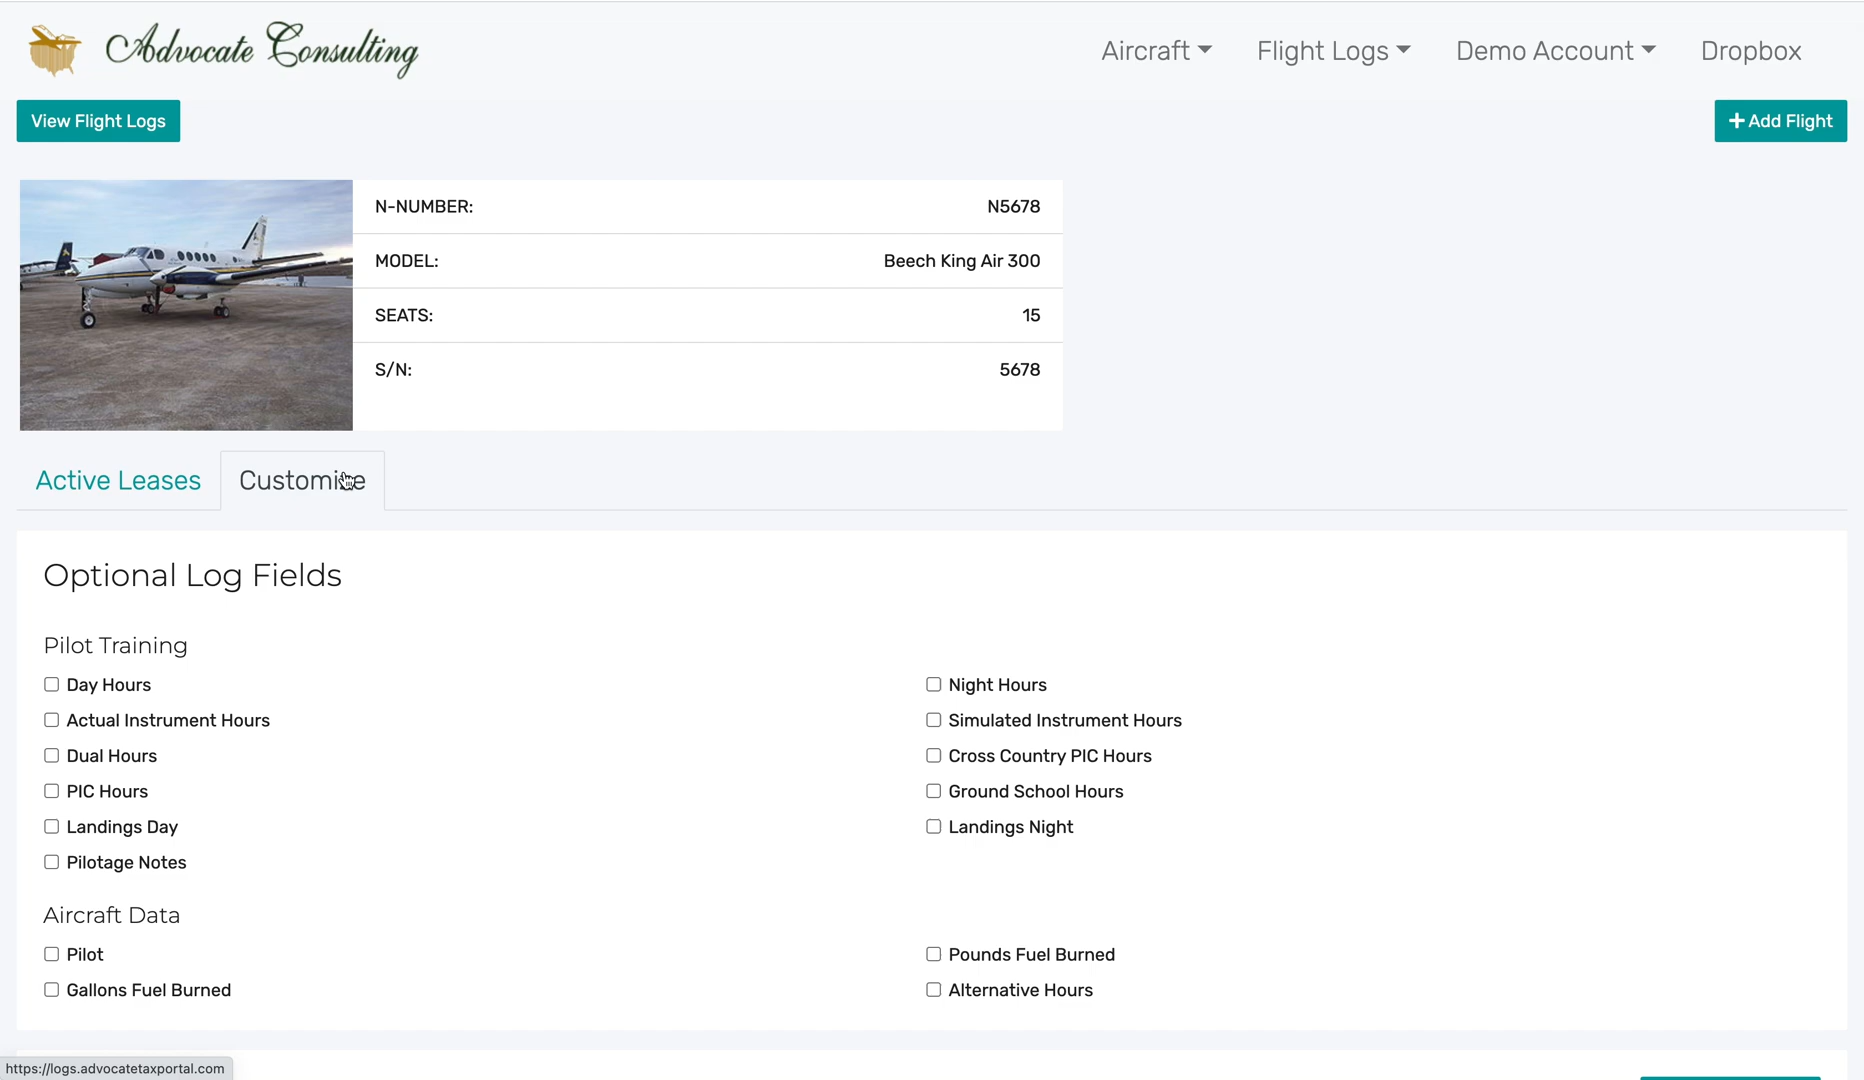 Advocate Consulting
Aircraft Flight Logs Demo Account Dropbox
View Flight Logs
+ Add Flight
N-NUMBER: N5678
MODEL: Beech King Air 300
SEATS: 15
S/N: 5678
Active Leases Customize
Optional Log Fields
Pilot Training
Day Hours Night Hours
Actual Instrument Hours Simulated Instrument Hours
Dual Hours Cross Country PIC Hours
PIC Hours Ground School Hours
Landings Day Landings Night
Pilotage Notes
Aircraft Data
Pilot Pounds Fuel Burned
Gallons Fuel Burned Alternative Hours
https://logs.advocatetaxportal.com